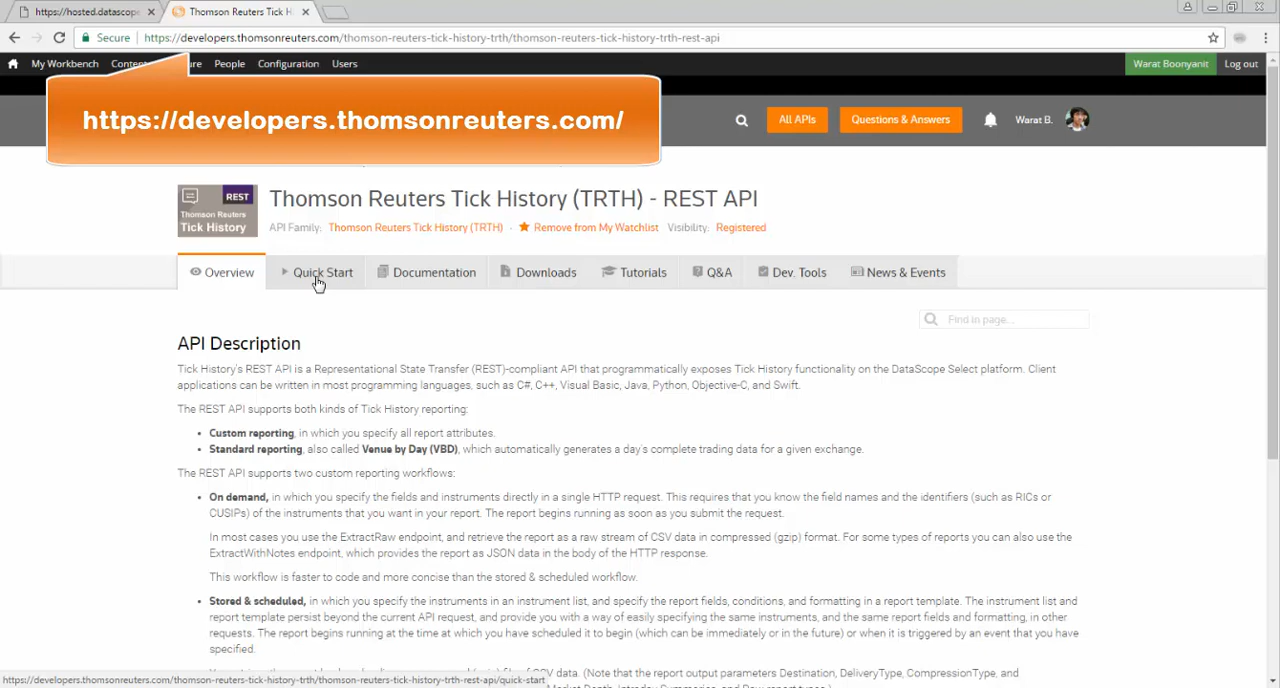 https://hosted.datascope
Thomson Reuters Tick H
Secure
https://developers.thomsonreuters.com/thomson-reuters-tick-history-trth/thomson-reuters-tick-history-trth-rest-api
My Workbench
People
Configuration
Users
Warat Boonyanit
Log out
https://developers.thomsonreuters.com/
All APIs
Questions & Answers
Warat B.
REST
Thomson Reuters
Tick History
Thomson Reuters Tick History (TRTH) - REST API
API Family: Thomson Reuters Tick History (TRTH) · Remove from My Watchlist Visibility: Registered
Overview
Quick Start
Documentation
Downloads
Tutorials
Q&A
Dev. Tools
News & Events
Find in page...
API Description
Tick History's REST API is a Representational State Transfer (REST)-compliant API that programmatically exposes Tick History functionality on the DataScope Select platform. Client
applications can be written in most programming languages, such as C#, C++, Visual Basic, Java, Python, Objective-C, and Swift.
The REST API supports both kinds of Tick History reporting:
• Custom reporting, in which you specify all report attributes.
• Standard reporting, also called Venue by Day (VBD), which automatically generates a day's complete trading data for a given exchange.
The REST API supports two custom reporting workflows:
• On demand, in which you specify the fields and instruments directly in a single HTTP request. This requires that you know the field names and the identifiers (such as RICs or
CUSIPs) of the instruments that you want in your report. The report begins running as soon as you submit the request.
In most cases you use the ExtractRaw endpoint, and retrieve the report as a raw stream of CSV data in compressed (gzip) format. For some types of reports you can also use the
ExtractWithNotes endpoint, which provides the report as JSON data in the body of the HTTP response.
This workflow is faster to code and more concise than the stored & scheduled workflow.
• Stored & scheduled, in which you specify the instruments in an instrument list, and specify the report fields, conditions, and formatting in a report template. The instrument list and
report template persist beyond the current API request, and provide you with a way of easily specifying the same instruments, and the same report fields and formatting, in other
requests. The report begins running at the time at which you have scheduled it to begin (which can be immediately or in the future) or when it is triggered by an event that you have
specified.
CSV data. (Note that the report output parameters Destination, DeliveryType, CompressionType, and
https://developers.thomsonreuters.com/thomson-reuters-tick-history-trth/thomson-reuters-tick-history-trth-rest-api/quick-start